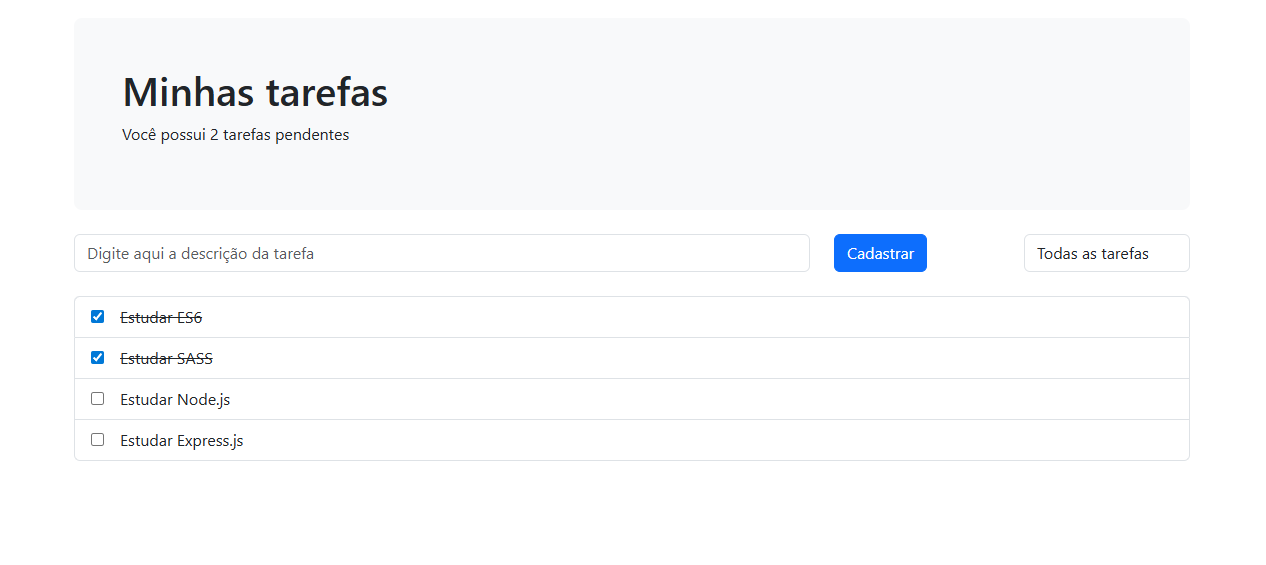 Minhas tarefas
Você possui 2 tarefas pendentes
Digite aqui a descrição da tarefa
Cadastrar
Todas as tarefas
Estudar ES6
Estudar SASS
Estudar Node.js
Estudar Express.js